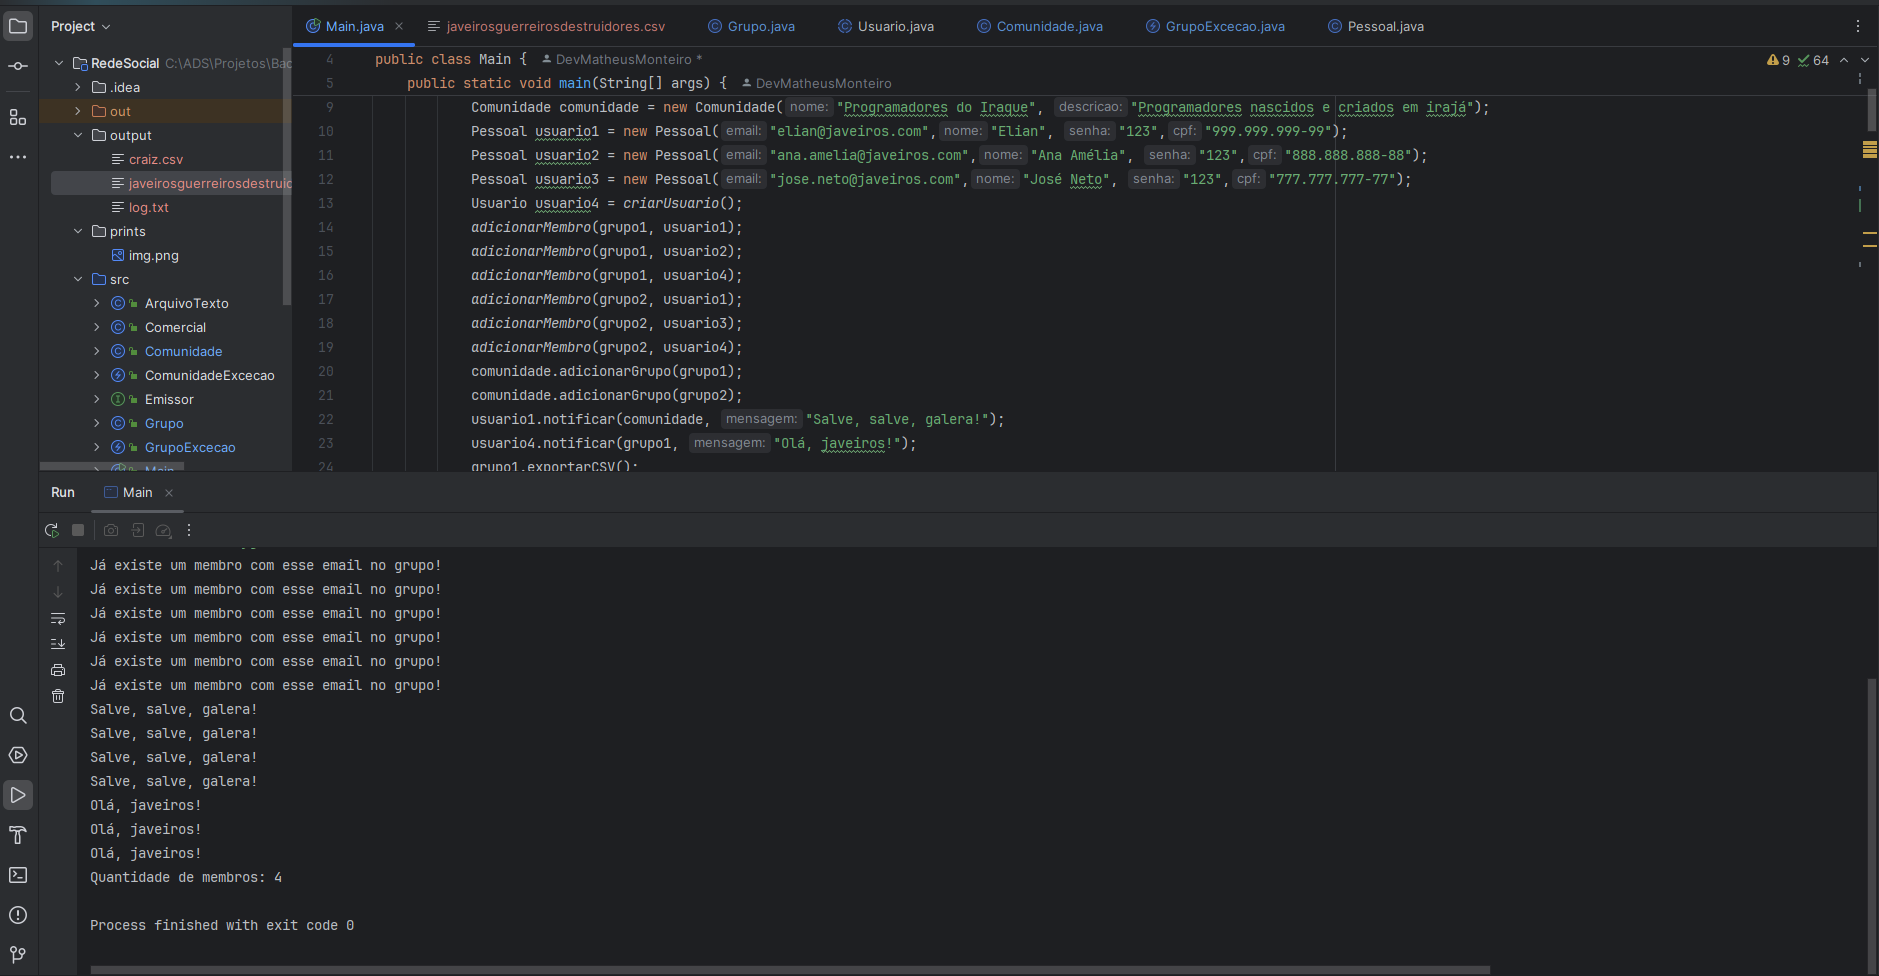 Project
Main.java
javeirosguerreirosdestruidores.csv
Grupo.java
Usuario.java
Comunidade.java
GrupoExcecao.java
Pessoal.java
RedeSocial C:\ADS\Projetos\Bac
.idea
out
output
craiz.csv
javeirosguerreirosdestruid
log.txt
prints
img.png
src
ArquivoTexto
Comercial
Comunidade
ComunidadeExcecao
Emissor
Grupo
GrupoExcecao
Main
9 64
4 public class Main { DevMatheusMonteiro *
5 public static void main(String[] args) { DevMatheusMonteiro
9 Comunidade comunidade = new Comunidade( nome: "Programadores do Iraque", descricao: "Programadores nascidos e criados em irajá");
10 Pessoal usuario1 = new Pessoal( email: "elian@javeiros.com", nome: "Elian", senha: "123", cpf: "999.999.999-99");
11 Pessoal usuario2 = new Pessoal( email: "ana.amelia@javeiros.com", nome: "Ana Amélia", senha: "123", cpf: "888.888.888-88");
12 Pessoal usuario3 = new Pessoal( email: "jose.neto@javeiros.com", nome: "José Neto", senha: "123", cpf: "777.777.777-77");
13 Usuario usuario4 = criarUsuario();
14 adicionarMembro(grupo1, usuario1);
15 adicionarMembro(grupo1, usuario2);
16 adicionarMembro(grupo1, usuario4);
17 adicionarMembro(grupo2, usuario1);
18 adicionarMembro(grupo2, usuario3);
19 adicionarMembro(grupo2, usuario4);
20 comunidade.adicionarGrupo(grupo1);
21 comunidade.adicionarGrupo(grupo2);
22 usuario1.notificar(comunidade, mensagem: "Salve, salve, galera!");
23 usuario4.notificar(grupo1, mensagem: "Olá, javeiros!");
24 grupo1.exportarCSV();
Run
Main
Já existe um membro com esse email no grupo!
Já existe um membro com esse email no grupo!
Já existe um membro com esse email no grupo!
Já existe um membro com esse email no grupo!
Já existe um membro com esse email no grupo!
Já existe um membro com esse email no grupo!
Salve, salve, galera!
Salve, salve, galera!
Salve, salve, galera!
Salve, salve, galera!
Olá, javeiros!
Olá, javeiros!
Olá, javeiros!
Quantidade de membros: 4
Process finished with exit code 0